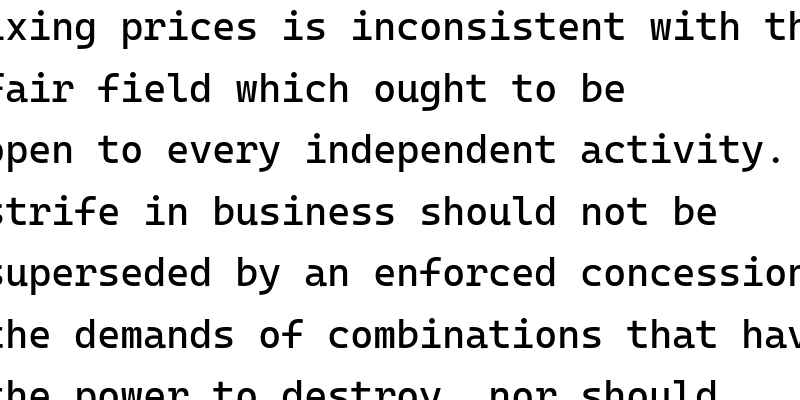 ixing prices is inconsistent with th
fair field which ought to be
open to every independent activity.
strife in business should not be
superseded by an enforced concession
the demands of combinations that hav
the power to destroy, nor should